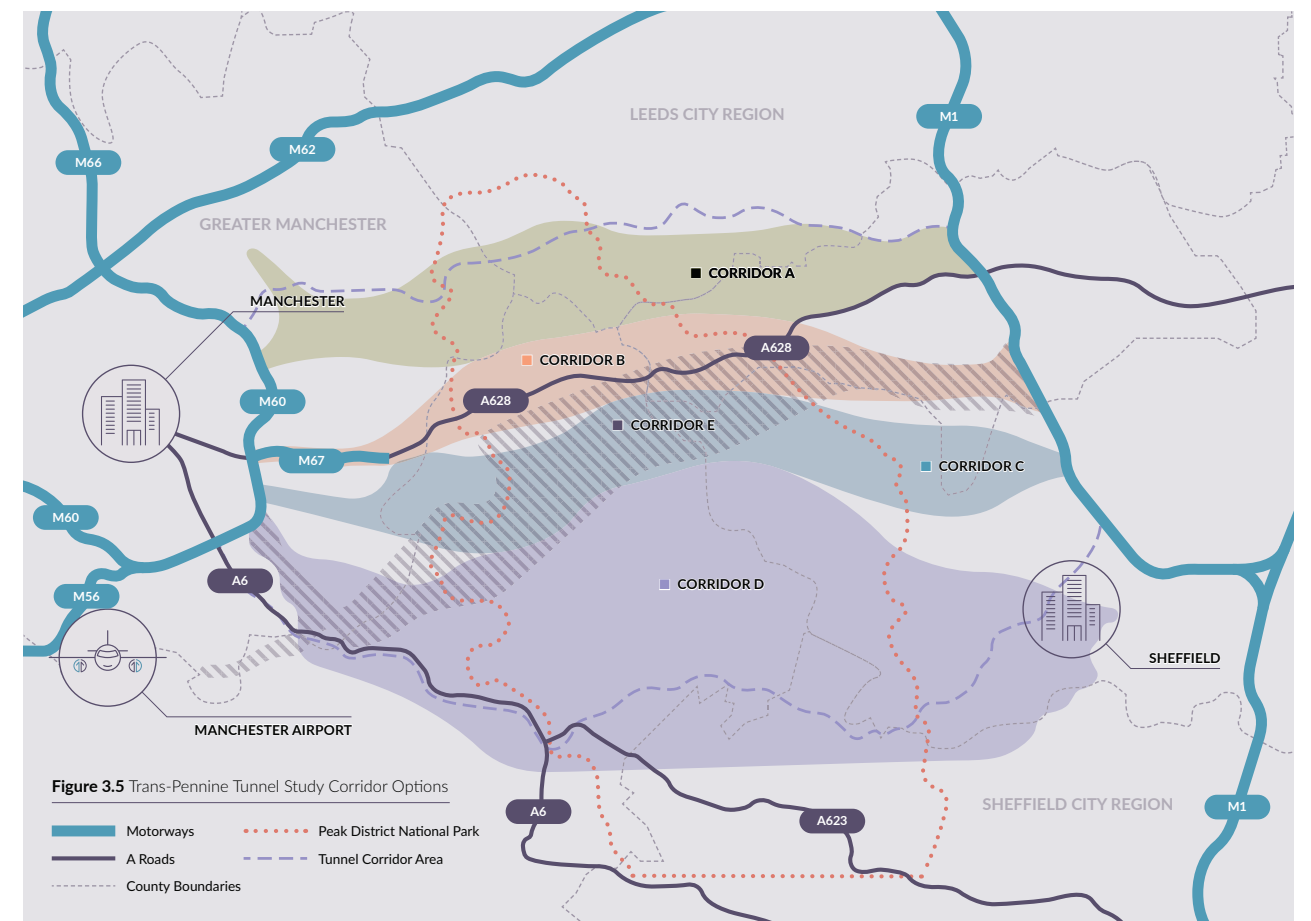 LEEDS CITY REGION
M1
M62
M66
GREATER MANCHESTER
CORRIDOR A
MANCHESTER
A628
CORRIDOR B
A628
M60
CORRIDOR E
M67
CORRIDOR C
M60
A6
CORRIDOR D
M56
SHEFFIELD
MANCHESTER AIRPORT
Figure 3.5 Trans-Pennine Tunnel Study Corridor Options
SHEFFIELD CITY REGION
M1
A6
A623
Motorways
Peak District National Park
A Roads
Tunnel Corridor Area
County Boundaries